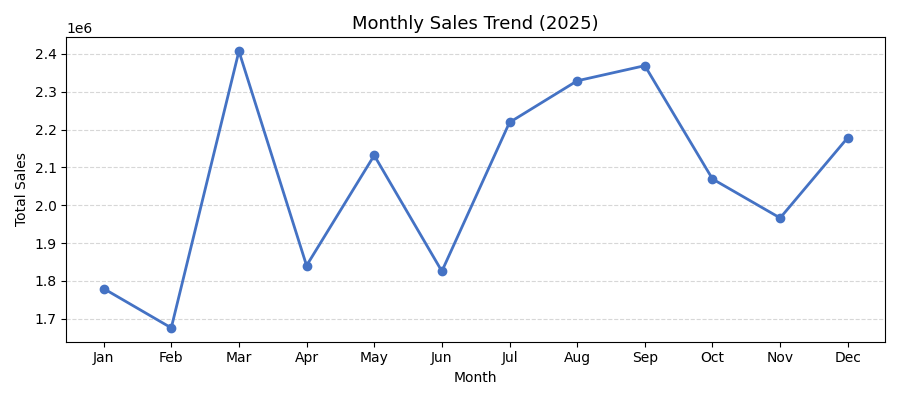 Monthly Sales Trend (2025)
1e6
2.4
2.3
2.2
2.1
2.0
1.9
1.8
1.7
Total Sales
Jan Feb Mar Apr May Jun Jul Aug Sep Oct Nov Dec
Month